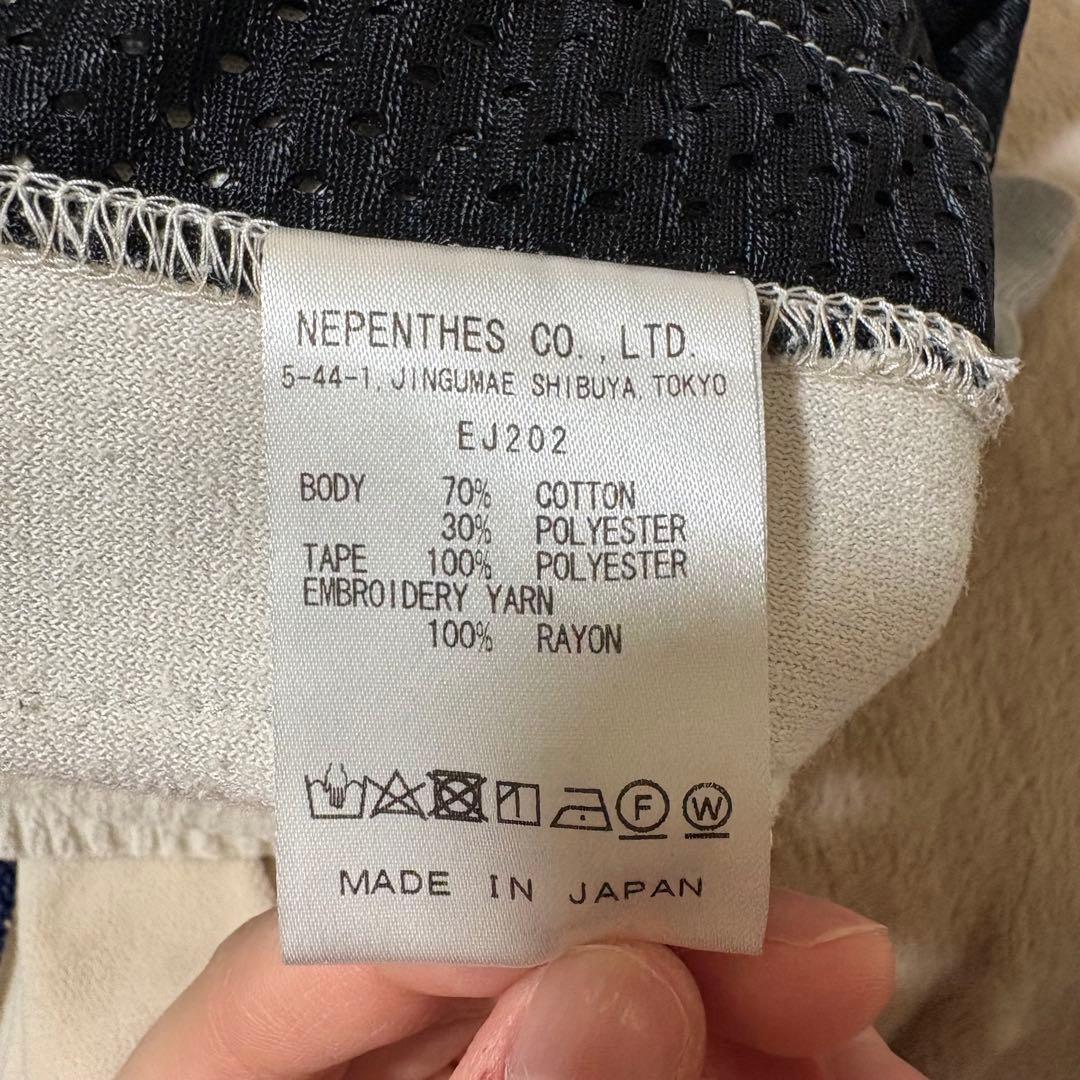 NEPENTHES CO., LTD.
5-44-1, JINGUMAE SHIBUYA, TOKYO
EJ202
BODY 70% COTTON
30% POLYESTER
TAPE 100% POLYESTER
EMBROIDERY YARN
100% RAYON
F W
MADE IN JAPAN